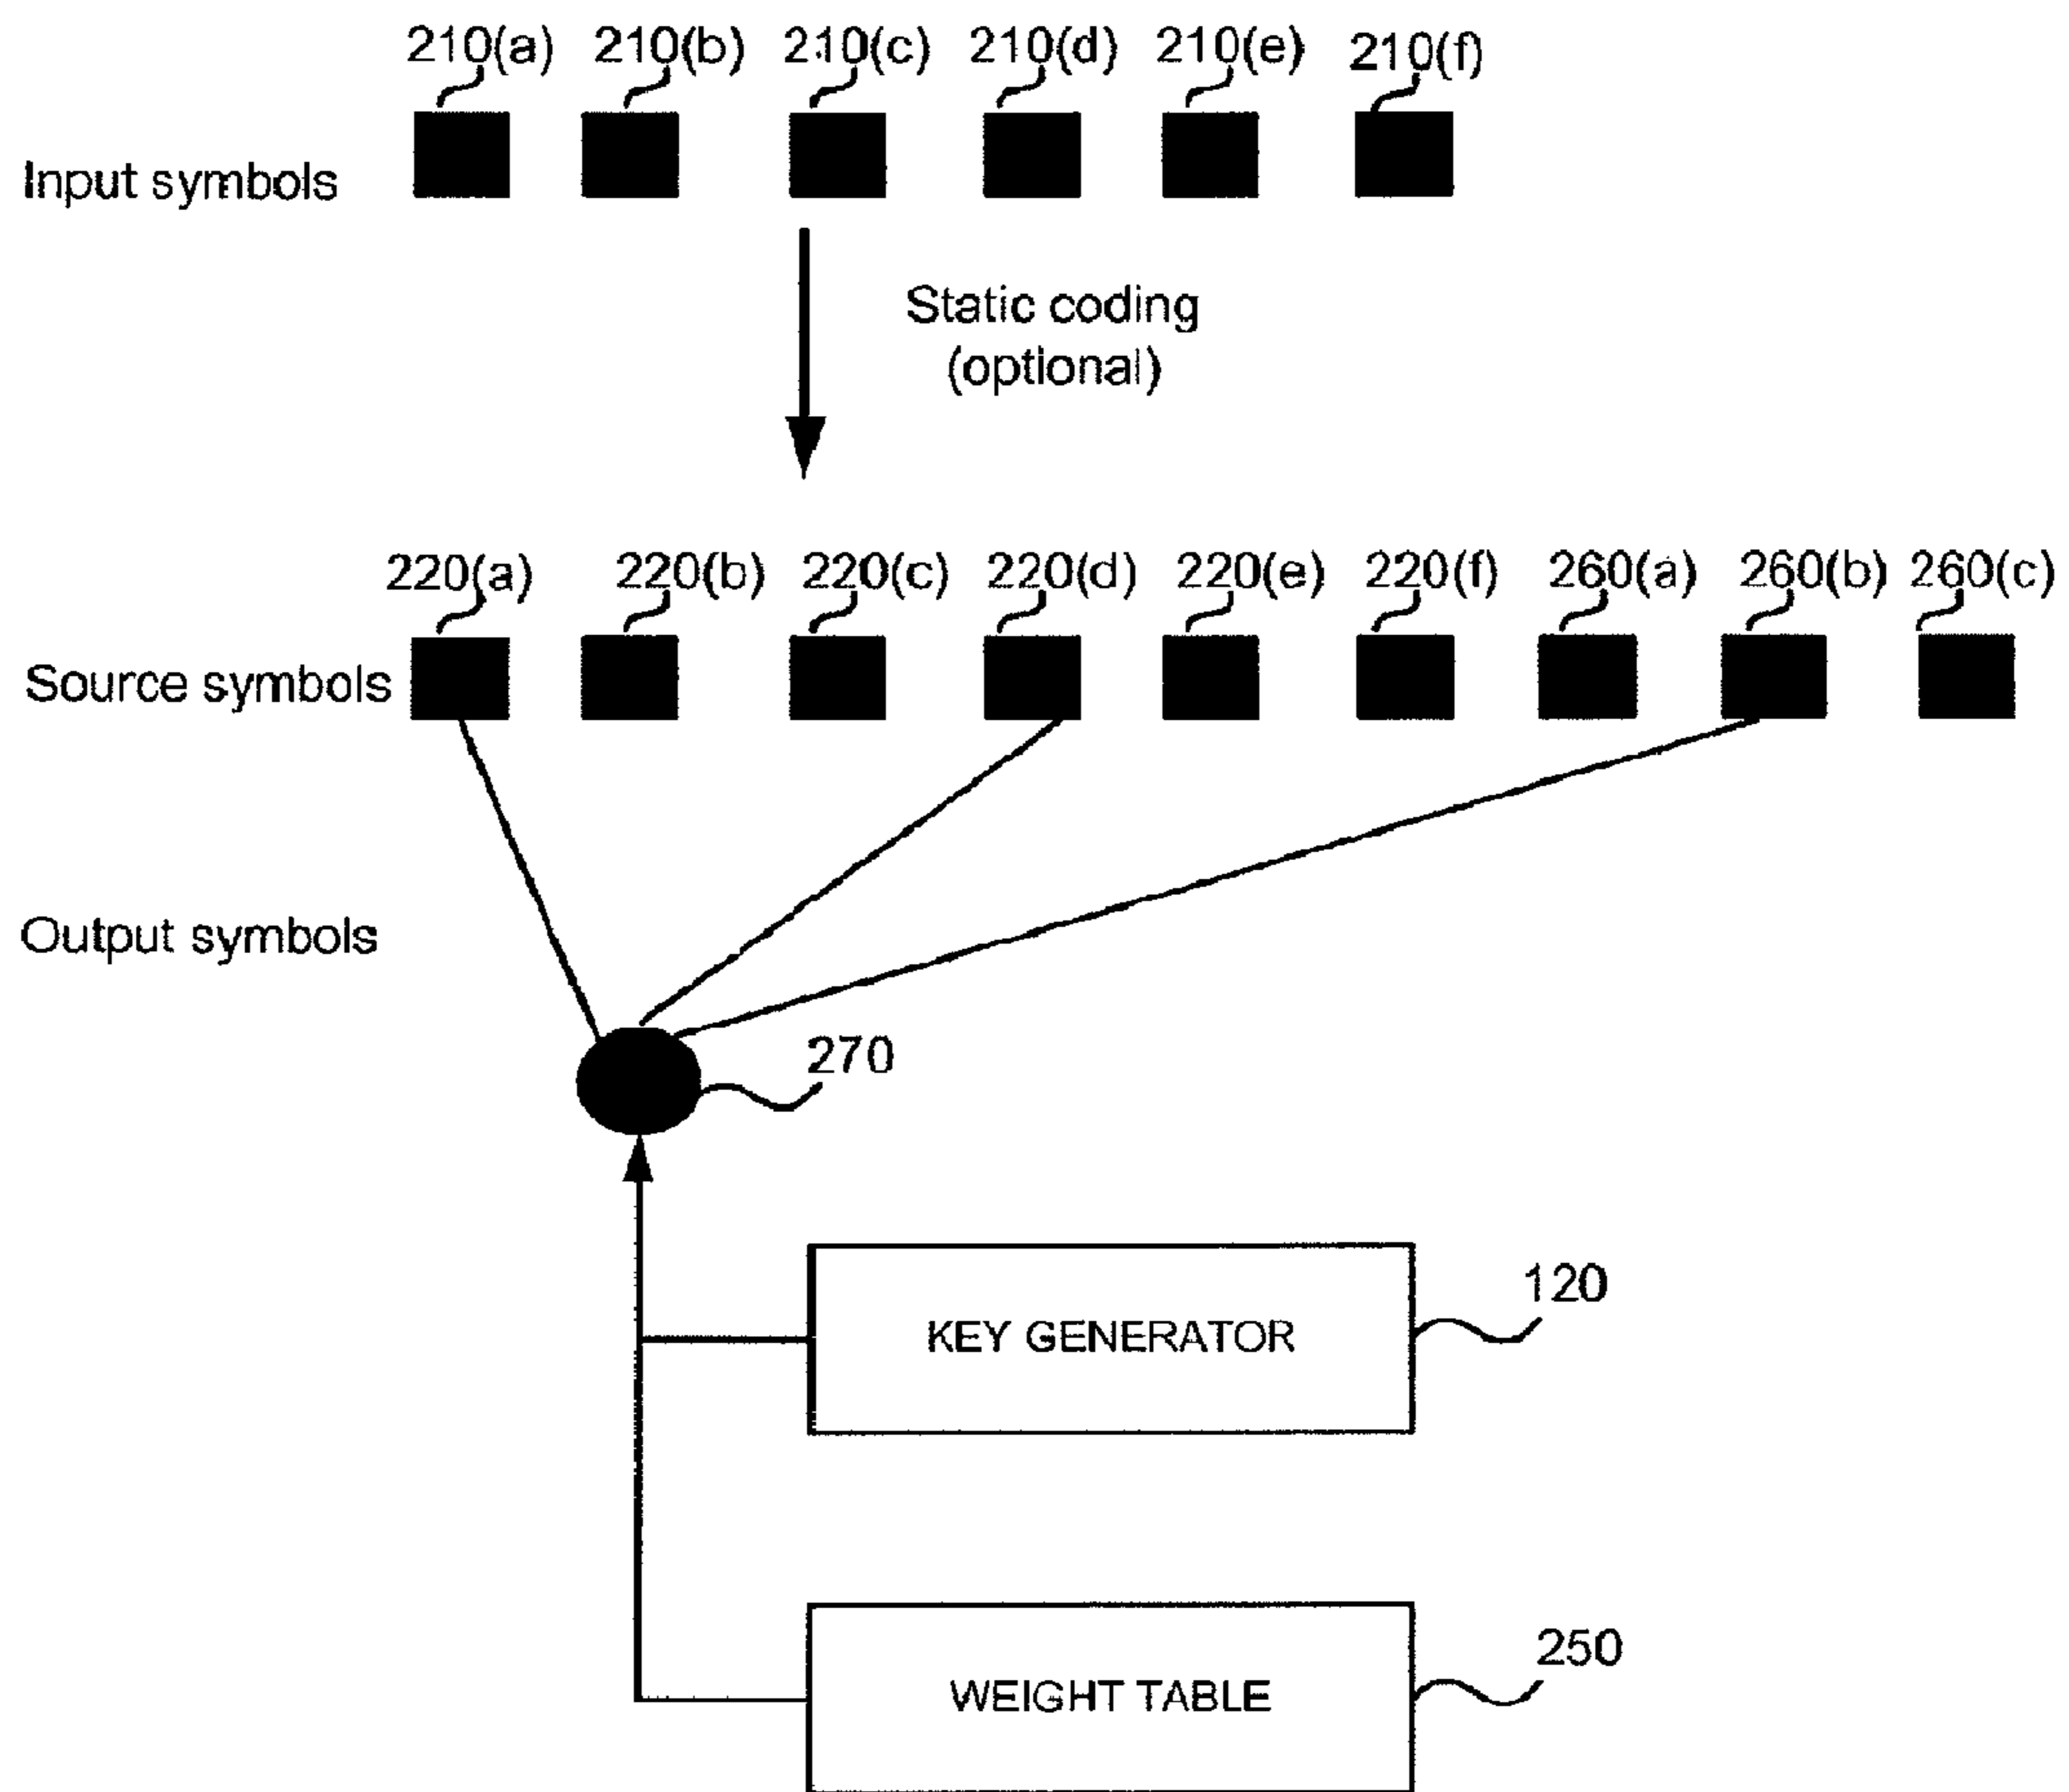 210(a) 210(b) 210(c) 210(d) 210(e) 210(f)
Input symbols
Static coding
(optional)
220(a) 220(b) 220(c) 220(d) 220(e) 220(f) 260(a) 260(b) 260(c)
Source symbols
Output symbols
270
120
KEY GENERATOR
250
WEIGHT TABLE